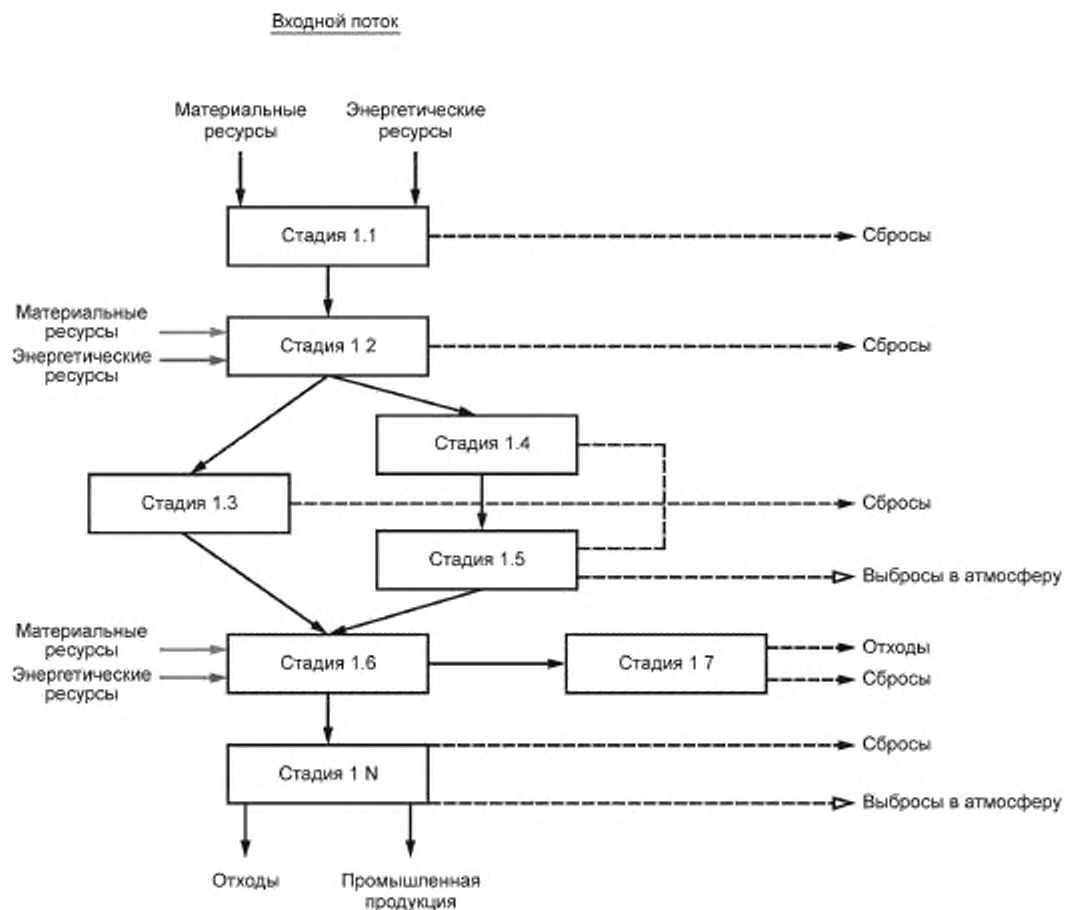 Входной поток
Материальные
ресурсы
Энергетические
ресурсы
Стадия 1.1
Сбросы
Материальные
ресурсы
Энергетические
ресурсы
Стадия 1 2
Сбросы
Стадия 1.4
Стадия 1.3
Сбросы
Стадия 1.5
Выбросы в атмосферу
Материальные
ресурсы
Энергетические
ресурсы
Стадия 1.6
Стадия 1 7
Отходы
Сбросы
Стадия 1 N
Сбросы
Выбросы в атмосферу
Отходы
Промышленная
продукция